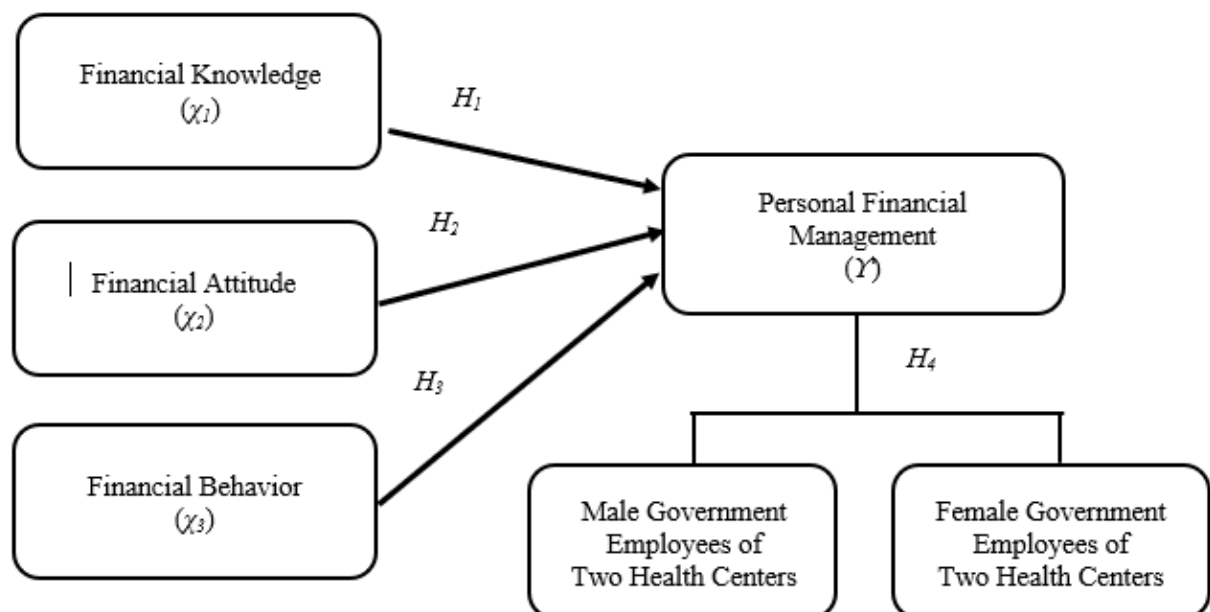 Financial Knowledge
(χ1)
H1
Financial Attitude
(χ2)
H2
Financial Behavior
(χ3)
H3
Personal Financial
Management
(Y)
H4
Male Government
Employees of
Two Health Centers
Female Government
Employees of
Two Health Centers